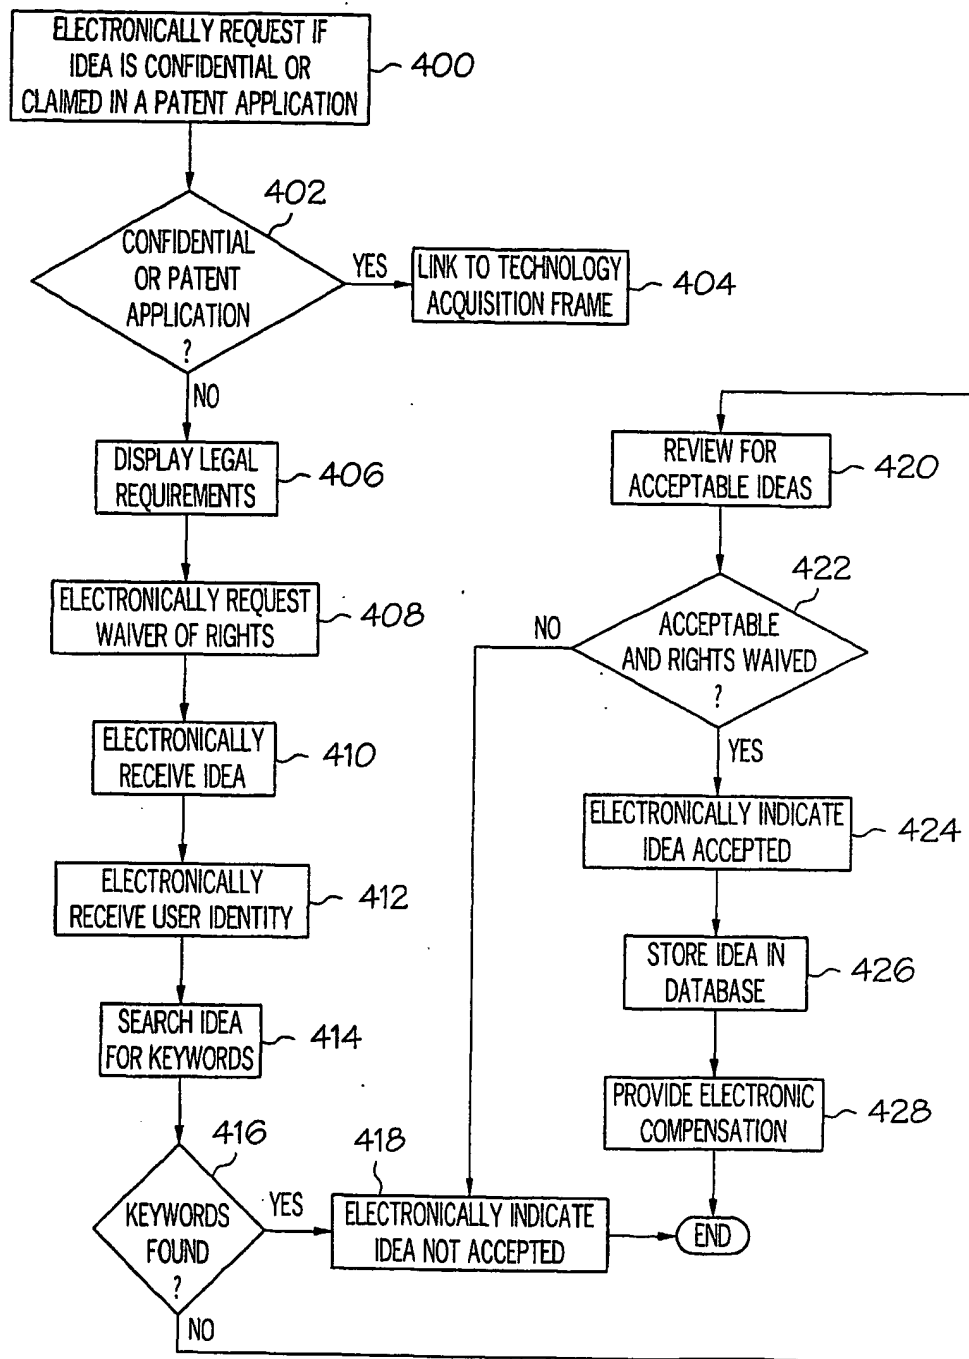 ELECTRONICALLY REQUEST IF
IDEA IS CONFIDENTIAL OR
CLAIMED IN A PATENT APPLICATION
400
402
CONFIDENTIAL
OR PATENT
APPLICATION
?
YES
LINK TO TECHNOLOGY
ACQUISITION FRAME
404
NO
DISPLAY LEGAL
REQUIREMENTS
406
ELECTRONICALLY REQUEST
WAIVER OF RIGHTS
408
ELECTRONICALLY
RECEIVE IDEA
410
ELECTRONICALLY
RECEIVE USER IDENTITY
412
SEARCH IDEA
FOR KEYWORDS
414
416
KEYWORDS
FOUND
?
YES
NO
418
ELECTRONICALLY INDICATE
IDEA NOT ACCEPTED
REVIEW FOR
ACCEPTABLE IDEAS
420
422
ACCEPTABLE
AND RIGHTS WAIVED
?
NO
YES
ELECTRONICALLY INDICATE
IDEA ACCEPTED
424
STORE IDEA IN
DATABASE
426
PROVIDE ELECTRONIC
COMPENSATION
428
END